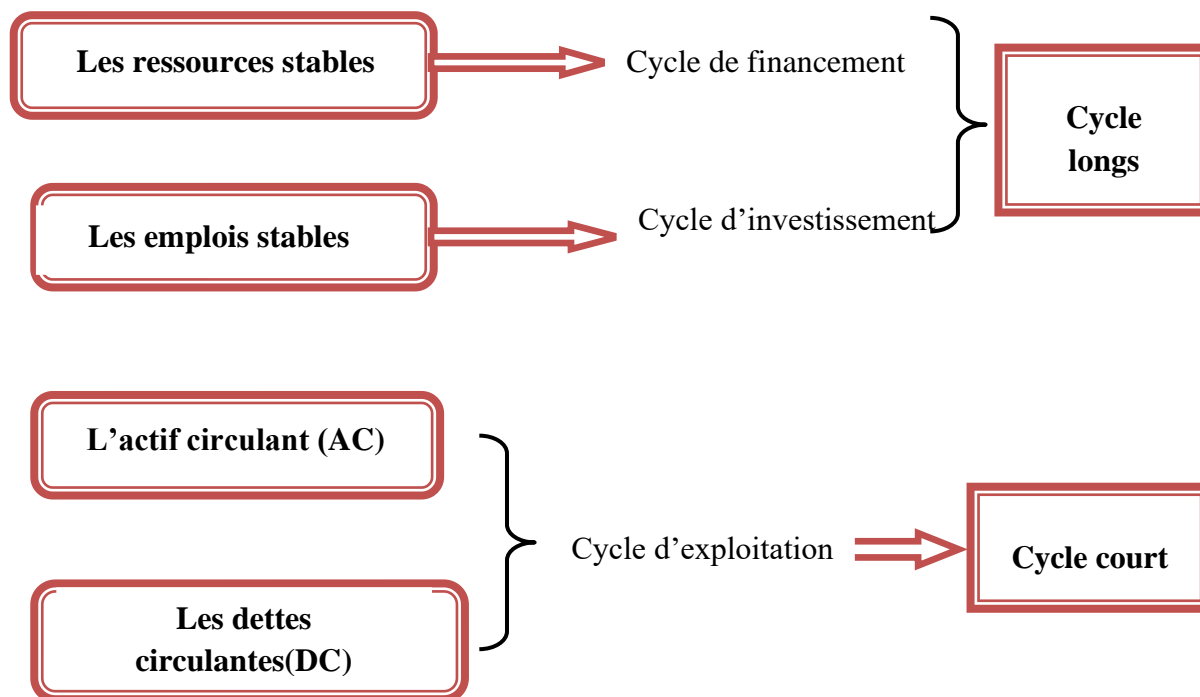 Les ressources stables
Cycle de financement
Cycle
longs
Les emplois stables
Cycle d’investissement
L’actif circulant (AC)
Cycle d’exploitation
Cycle court
Les dettes
circulantes(DC)